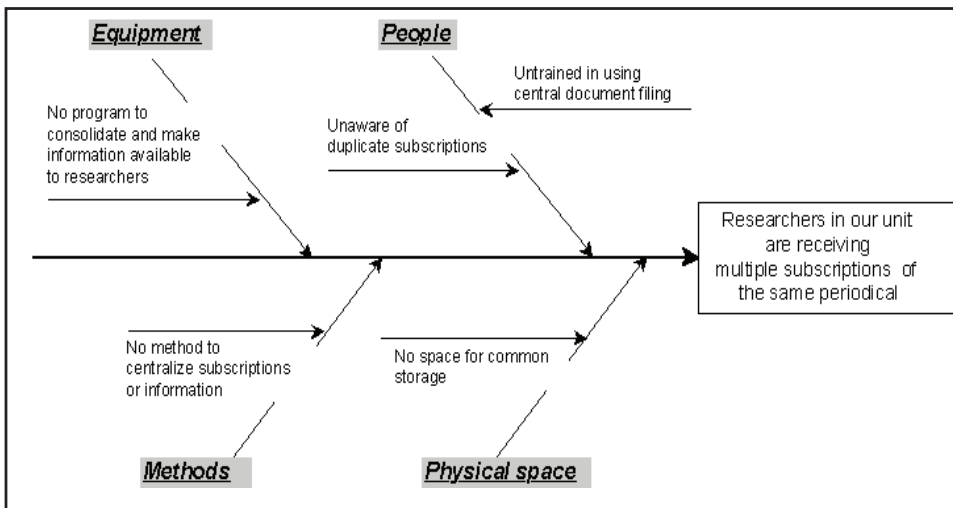 Equipment
People
Untrained in using
central document filing
No program to
consolidate and make
information available
to researchers
Unaware of
duplicate subscriptions
Researchers in our unit
are receiving
multiple subscriptions of
the same periodical
No method to
centralize subscriptions
or information
No space for common
storage
Methods
Physical space